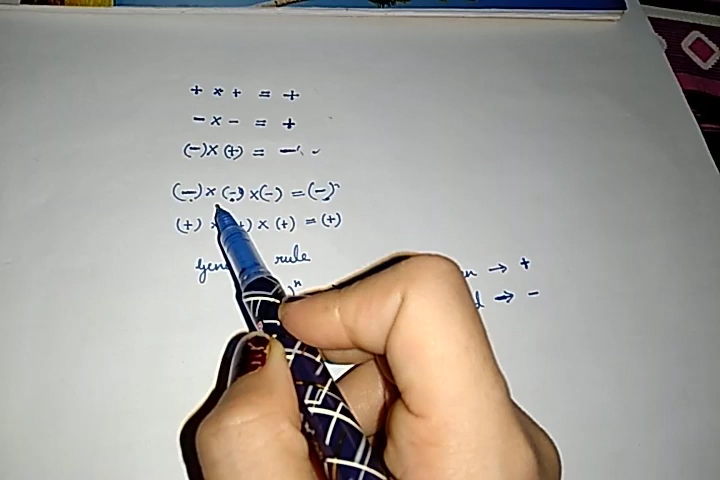 + × + = +
- × - = +
(-) × (+) = -
(-) × (-) × (-) = (-)
(+) × (+) × (+) = (+)
rule
n
→ +
→ -